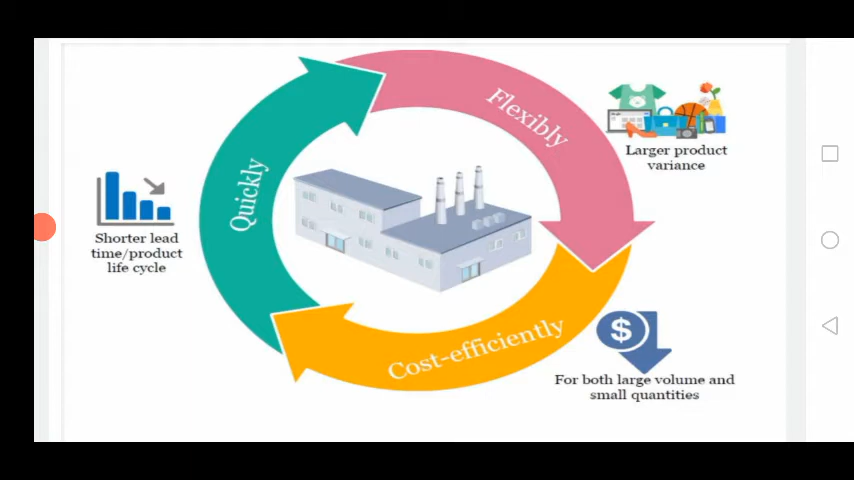 Flexibly
Larger product
variance
Quickly
Shorter lead
time/product
life cycle
$
Cost-efficiently
For both large volume and
small quantities